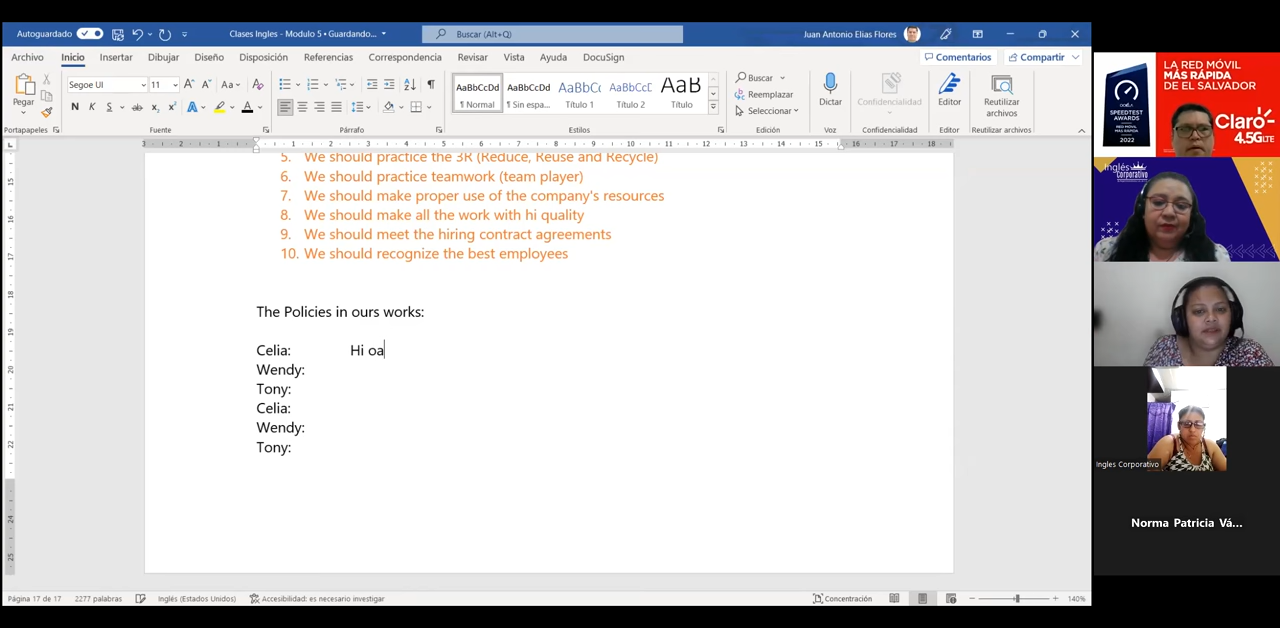 Autoguardado
Clases Ingles - Modulo 5 • Guardando...
Buscar (Alt+Q)
Juan Antonio Elias Flores
Archivo Inicio Insertar Dibujar Diseño Disposición Referencias Correspondencia Revisar Vista Ayuda DocuSign
Comentarios Compartir
Pegar
Segoe UI 11
N K S
AaBbCcDd AaBbCcDd AaBbCc AaBbCcC AaB
¶ Normal ¶ Sin espa... Título 1 Título 2 Título
Buscar
Reemplazar
Seleccionar
Dictar
Confidencialidad
Editor
Reutilizar archivos
Portapapeles Fuente Párrafo Estilos Edición Voz Confidencialidad Editor Reutilizar archivos
5. We should practice the 3R (Reduce, Reuse and Recycle)
6. We should practice teamwork (team player)
7. We should make proper use of the company's resources
8. We should make all the work with hi quality
9. We should meet the hiring contract agreements
10. We should recognize the best employees
The Policies in ours works:
Celia: Hi oa
Wendy:
Tony:
Celia:
Wendy:
Tony:
Página 17 de 17 2277 palabras Inglés (Estados Unidos) Accesibilidad: es necesario investigar
Concentración 140%
SPEEDTEST
AWARDS
2022
LA RED MÓVIL
MÁS RÁPIDA
DE EL SALVADOR
Claro
4.5G LTE
Inglés
Corporativo
Ingles Corporativo
Norma Patricia Vá...